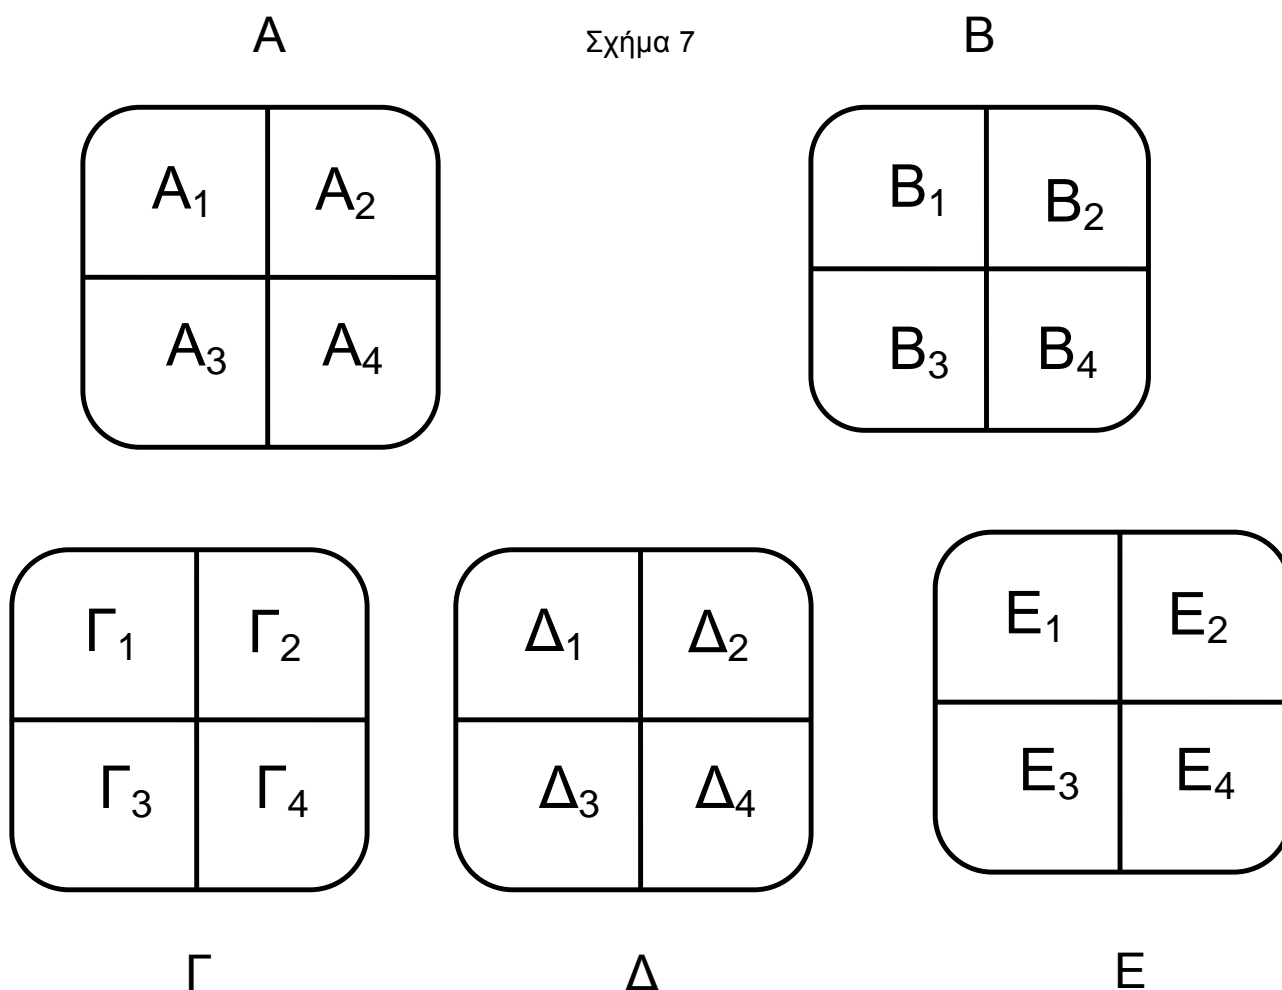 Α Σχήμα 7 Β
Α1 Α2 Β1 Β2
Α3 Α4 Β3 Β4
Γ1 Γ2 Δ1 Δ2 Ε1 Ε2
Γ3 Γ4 Δ3 Δ4 Ε3 Ε4
Γ Δ Ε